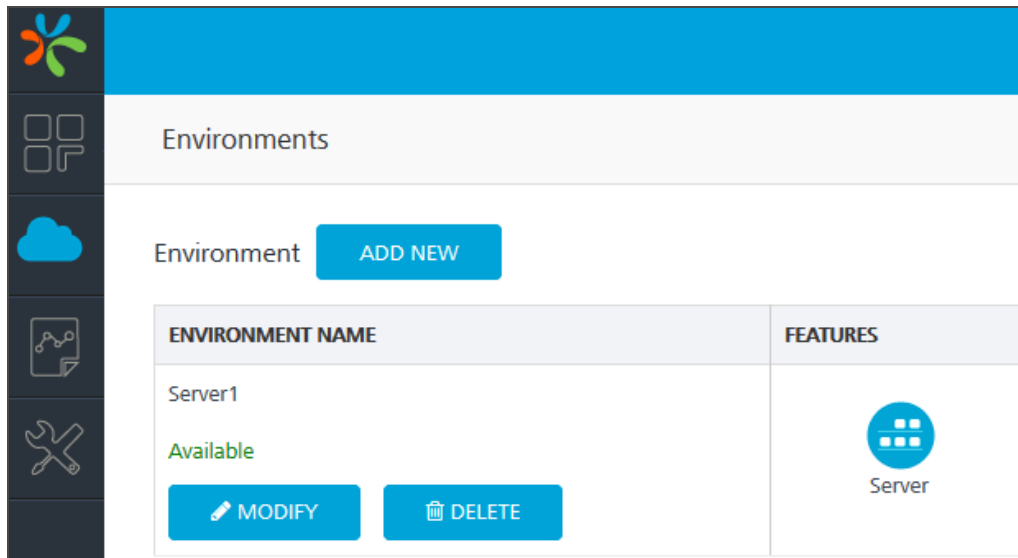 Environments
Environment ADD NEW
ENVIRONMENT NAME FEATURES
Server1
Available
Server
MODIFY DELETE